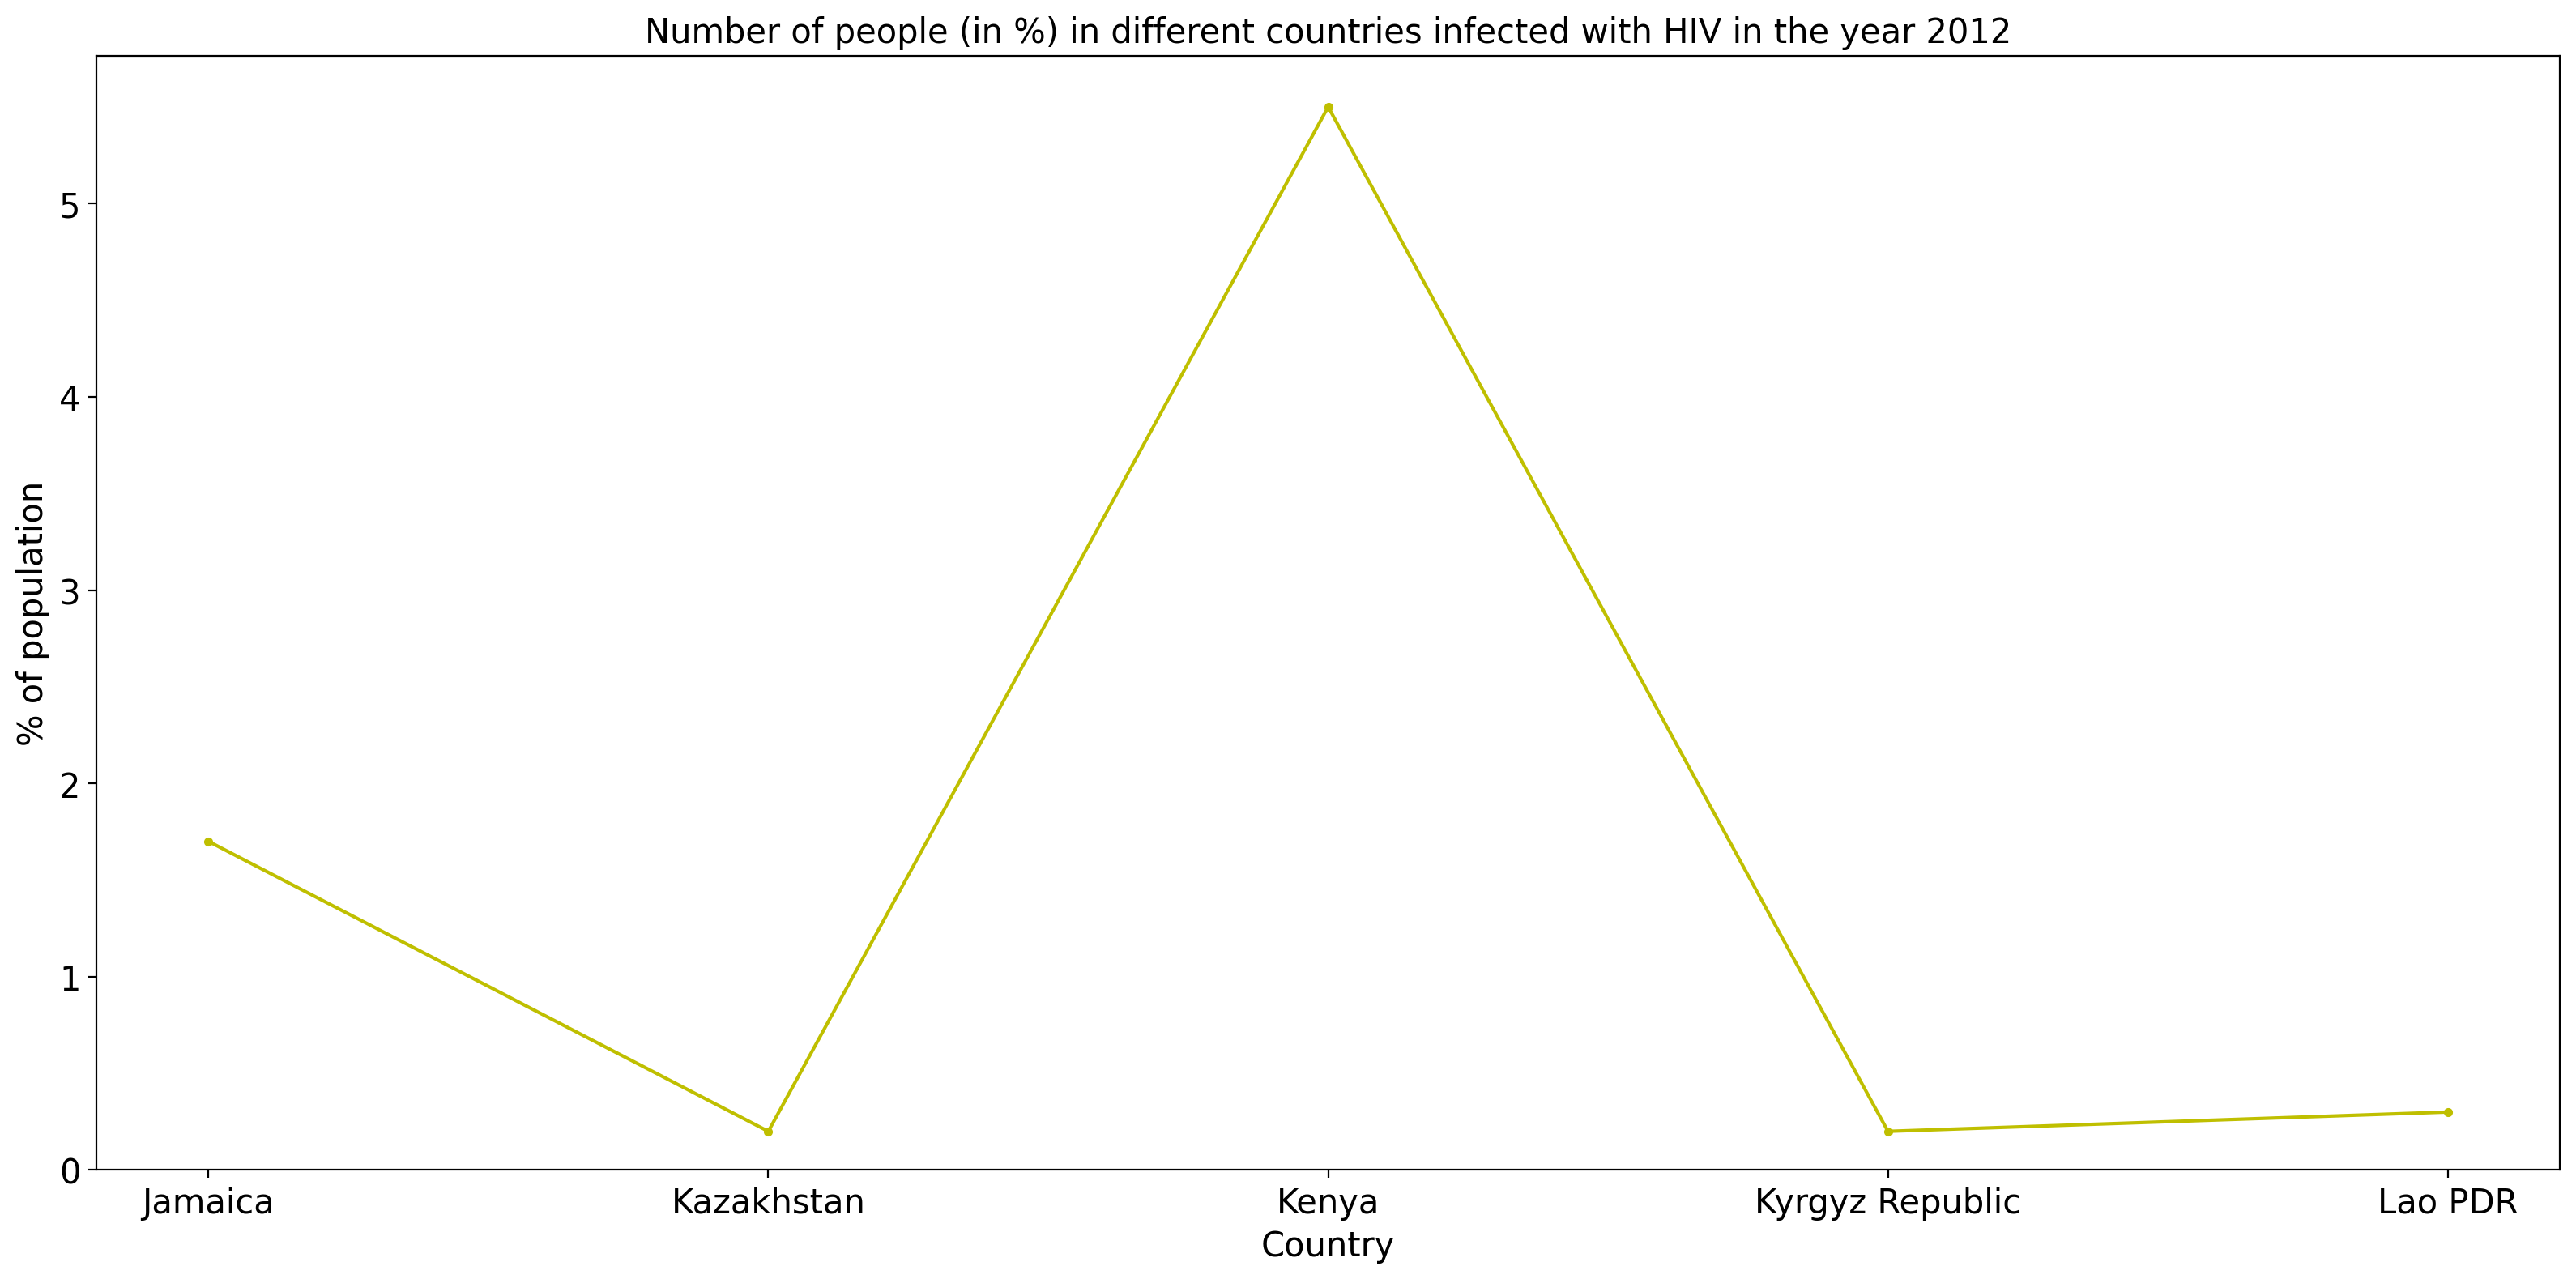 Number of people (in %) in different countries infected with HIV in the year 2012
% of population
5
4
3
2
1
0
Jamaica Kazakhstan Kenya Kyrgyz Republic Lao PDR
Country